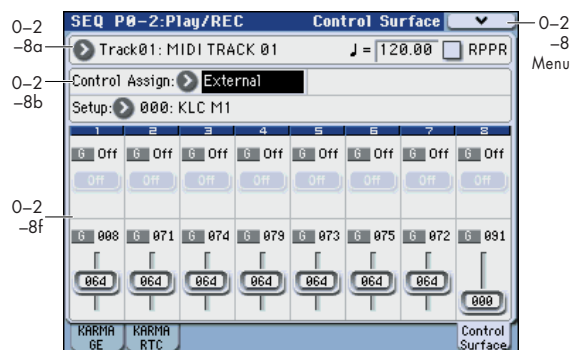 SEQ P0-2:Play/REC Control Surface
0-2
-8
Menu
0-2
-8a
Track01: MIDI TRACK 01 ♩= 120.00 RPPR
0-2
-8b
Control Assign: External
Setup: 000: KLC M1
1 2 3 4 5 6 7 8
G Off G Off G Off G Off G Off G Off G Off G Off
Off Off Off Off Off Off Off Off
0-2
-8f
G 008 G 071 G 074 G 079 G 073 G 075 G 072 G 091
064 064 064 064 064 064 064 000
KARMA GE KARMA RTC Control Surface